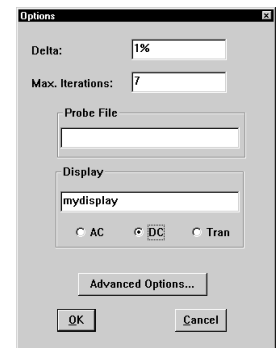 Options
Delta: 1%
Max. Iterations: 7
Probe File
Display
mydisplay
AC DC Tran
Advanced Options...
OK Cancel